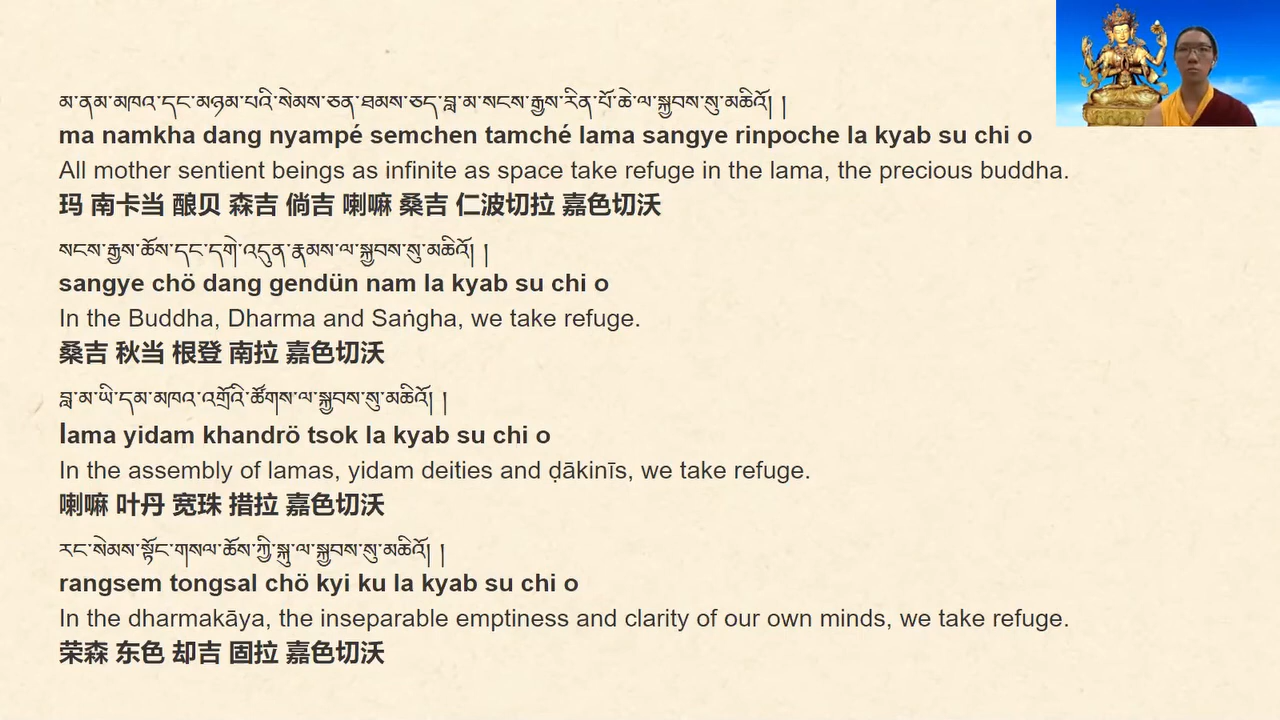 མ་ནམ་མཁའ་དང་མཉམ་པའི་སེམས་ཅན་ཐམས་ཅད་བླ་མ་སངས་རྒྱས་རིན་པོ་ཆེ་ལ་སྐྱབས་སུ་མཆིའོ། །
ma namkha dang nyampé semchen tamché lama sangye rinpoche la kyab su chi o
All mother sentient beings as infinite as space take refuge in the lama, the precious buddha.
玛 南卡当 酿贝 森吉 倘吉 喇嘛 桑吉 仁波切拉 嘉色切沃
སངས་རྒྱས་ཆོས་དང་དགེ་འདུན་རྣམས་ལ་སྐྱབས་སུ་མཆིའོ། །
sangye chö dang gendün nam la kyab su chi o
In the Buddha, Dharma and Saṅgha, we take refuge.
桑吉 秋当 根登 南拉 嘉色切沃
བླ་མ་ཡི་དམ་མཁའ་འགྲོའི་ཚོགས་ལ་སྐྱབས་སུ་མཆིའོ། །
lama yidam khandrö tsok la kyab su chi o
In the assembly of lamas, yidam deities and ḍākinīs, we take refuge.
喇嘛 叶丹 宽珠 措拉 嘉色切沃
རང་སེམས་སྟོང་གསལ་ཆོས་ཀྱི་སྐུ་ལ་སྐྱབས་སུ་མཆིའོ། །
rangsem tongsal chö kyi ku la kyab su chi o
In the dharmakāya, the inseparable emptiness and clarity of our own minds, we take refuge.
荣森 东色 却吉 固拉 嘉色切沃